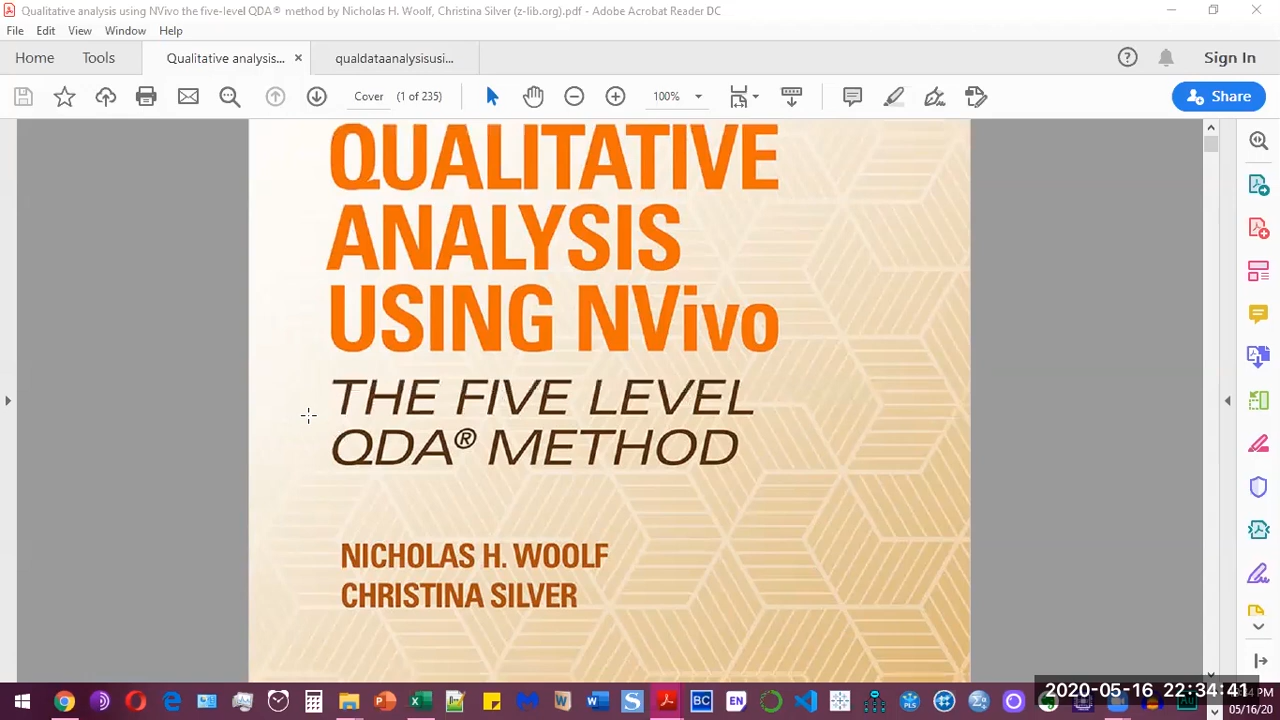 Qualitative analysis using NVivo the five-level QDA® method by Nicholas H. Woolf, Christina Silver (z-lib.org).pdf - Adobe Acrobat Reader DC
File Edit View Window Help
Home Tools Qualitative analysis... × qualdataanalysisusi... Sign In
Cover (1 of 235) 100% Share
QUALITATIVE
ANALYSIS
USING NVivo
THE FIVE LEVEL
QDA® METHOD
NICHOLAS H. WOOLF
CHRISTINA SILVER
BC EN PLS
2020-05-16 22:34:41
05/16/20